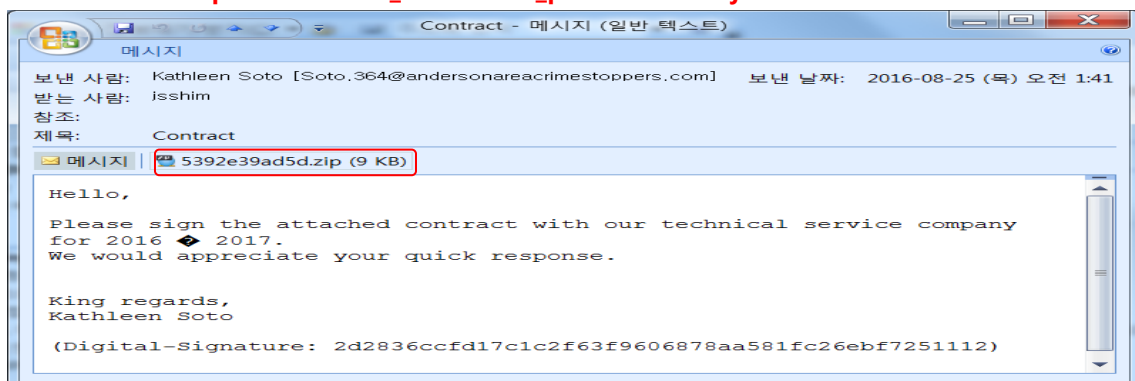 Contract - 메시지 (일반 텍스트)
메시지
보낸 사람: Kathleen Soto [Soto.364@andersonareacrimestoppers.com] 보낸 날짜: 2016-08-25 (목) 오전 1:41
받는 사람: jsshim
참조:
제목: Contract
메시지 5392e39ad5d.zip (9 KB)
Hello,
Please sign the attached contract with our technical service company
for 2016 � 2017.
We would appreciate your quick response.
King regards,
Kathleen Soto
(Digital-Signature: 2d2836ccfd17c1c2f63f9606878aa581fc26ebf7251112)